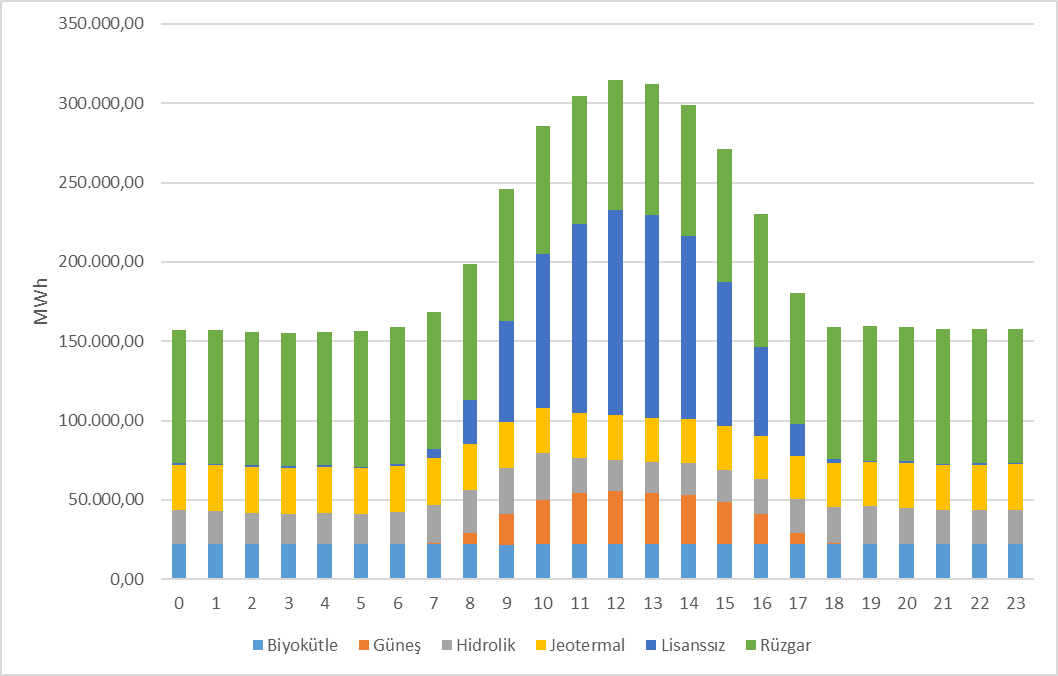 350.000,00
300.000,00
250.000,00
200.000,00
150.000,00
100.000,00
50.000,00
0,00
MWh
0 1 2 3 4 5 6 7 8 9 10 11 12 13 14 15 16 17 18 19 20 21 22 23
Biyokütle Güneş Hidrolik Jeotermal Lisanssız Rüzgar